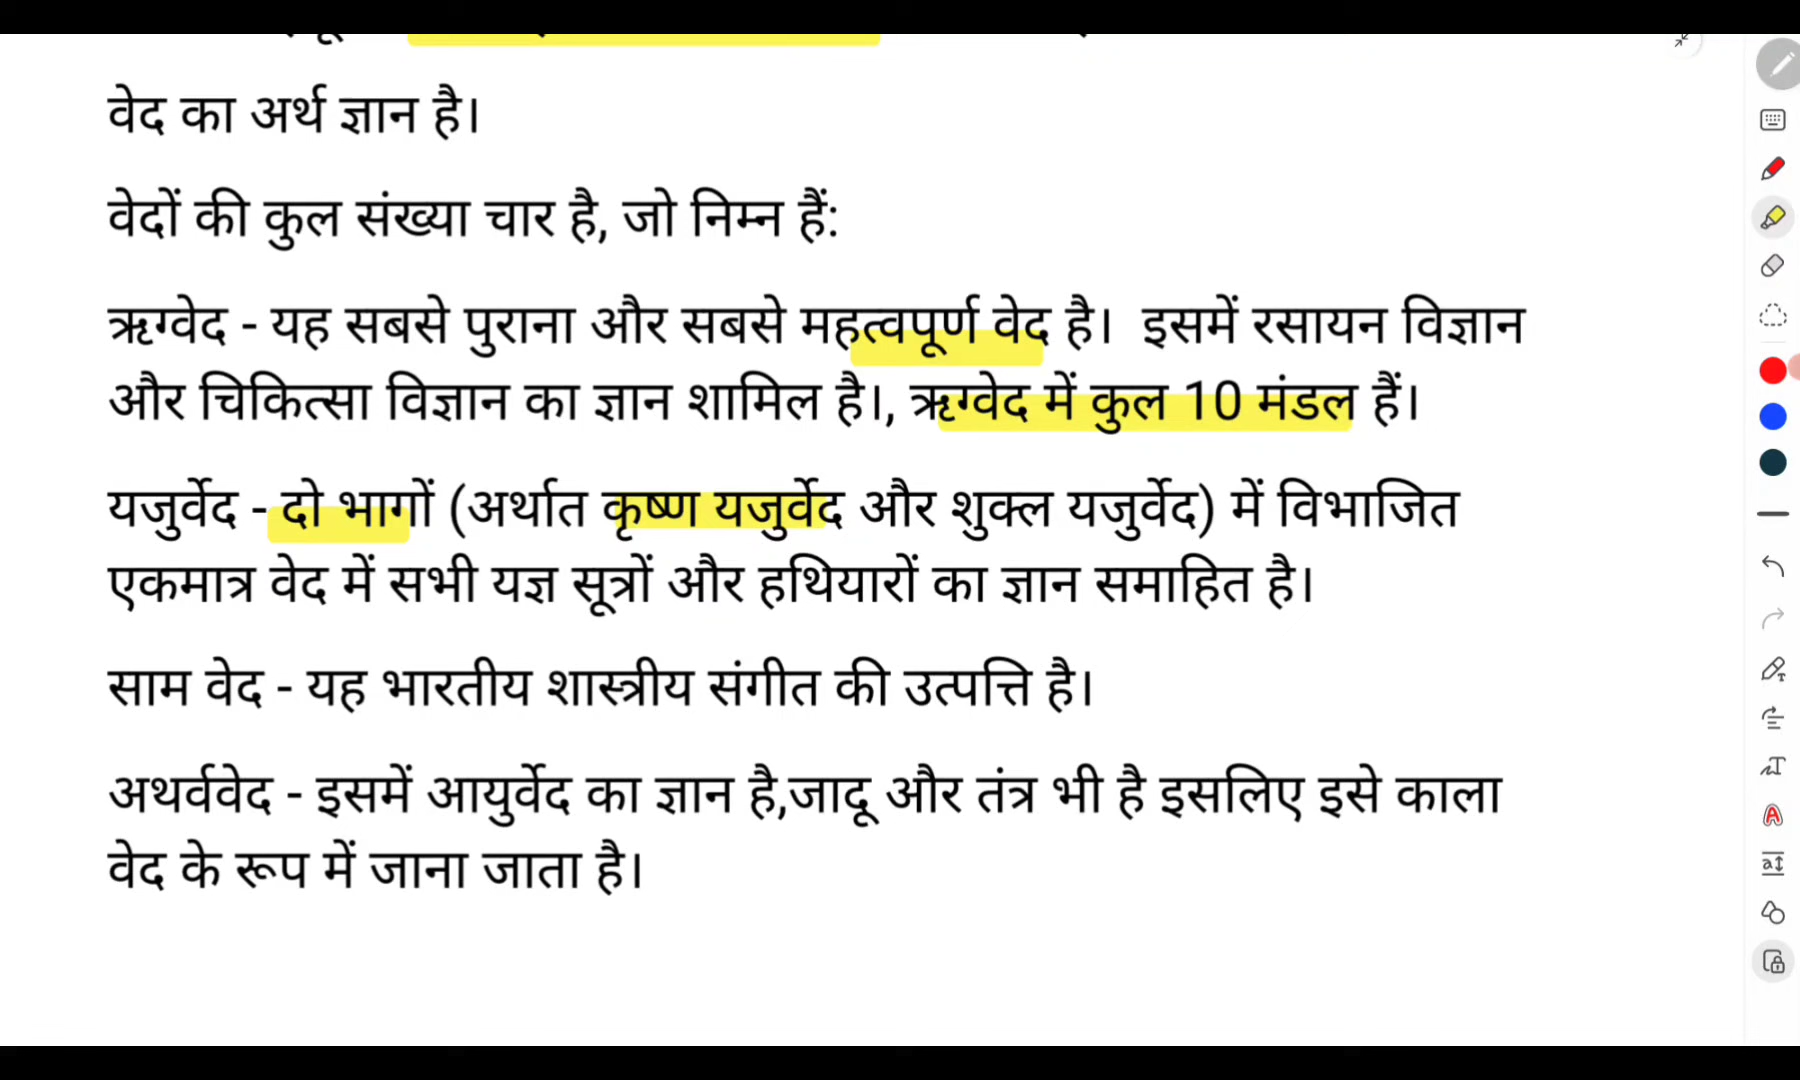 वेद का अर्थ ज्ञान है।
वेदों की कुल संख्या चार है, जो निम्न हैं:
ऋग्वेद - यह सबसे पुराना और सबसे महत्वपूर्ण वेद है। इसमें रसायन विज्ञान
और चिकित्सा विज्ञान का ज्ञान शामिल है।, ऋग्वेद में कुल 10 मंडल हैं।
यजुर्वेद - दो भागों (अर्थात कृष्ण यजुर्वेद और शुक्ल यजुर्वेद) में विभाजित
एकमात्र वेद में सभी यज्ञ सूत्रों और हथियारों का ज्ञान समाहित है।
साम वेद - यह भारतीय शास्त्रीय संगीत की उत्पत्ति है।
अथर्ववेद - इसमें आयुर्वेद का ज्ञान है,जादू और तंत्र भी है इसलिए इसे काला
वेद के रूप में जाना जाता है।